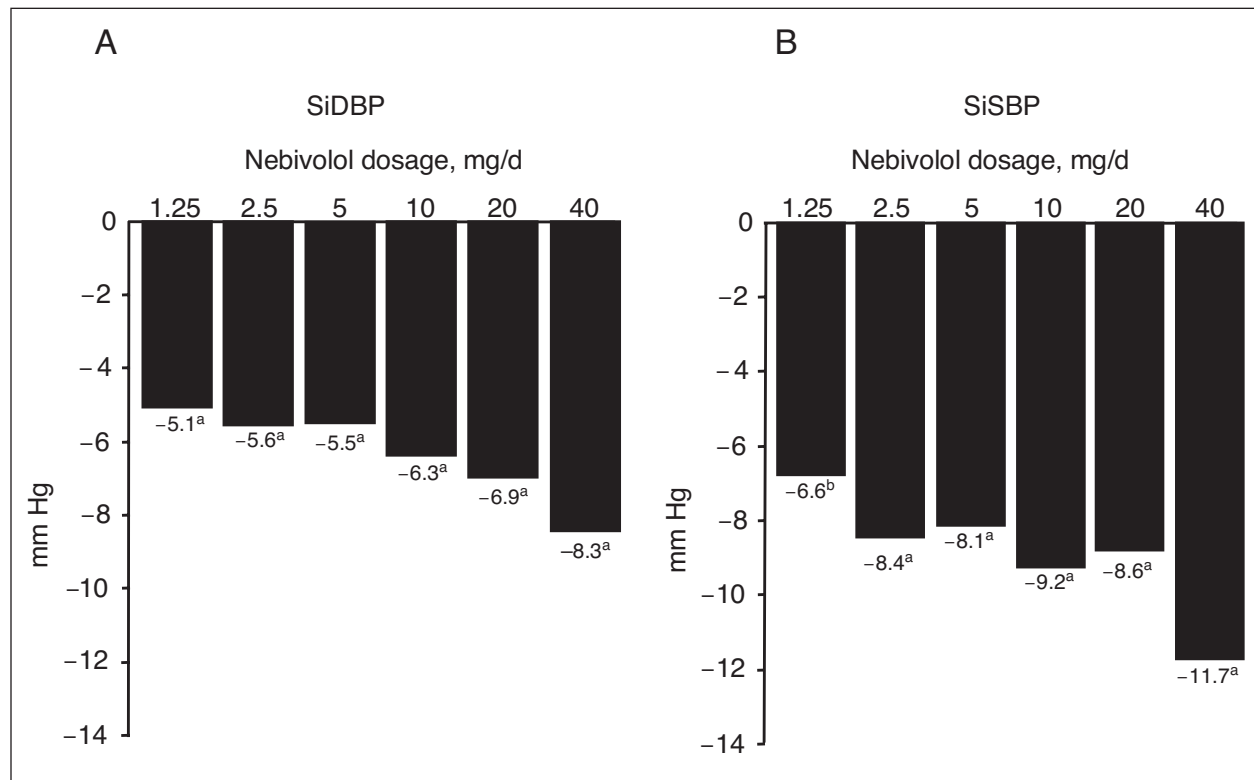 A
SiDBP
Nebivolol dosage, mg/d
1.25 2.5 5 10 20 40
0
−2
−4
−6
−8
−10
−12
−14
mm Hg
−5.1ᵃ
−5.6ᵃ
−5.5ᵃ
−6.3ᵃ
−6.9ᵃ
−8.3ᵃ
B
SiSBP
Nebivolol dosage, mg/d
1.25 2.5 5 10 20 40
0
−2
−4
−6
−8
−10
−12
−14
mm Hg
−6.6ᵇ
−8.4ᵃ
−8.1ᵃ
−9.2ᵃ
−8.6ᵃ
−11.7ᵃ